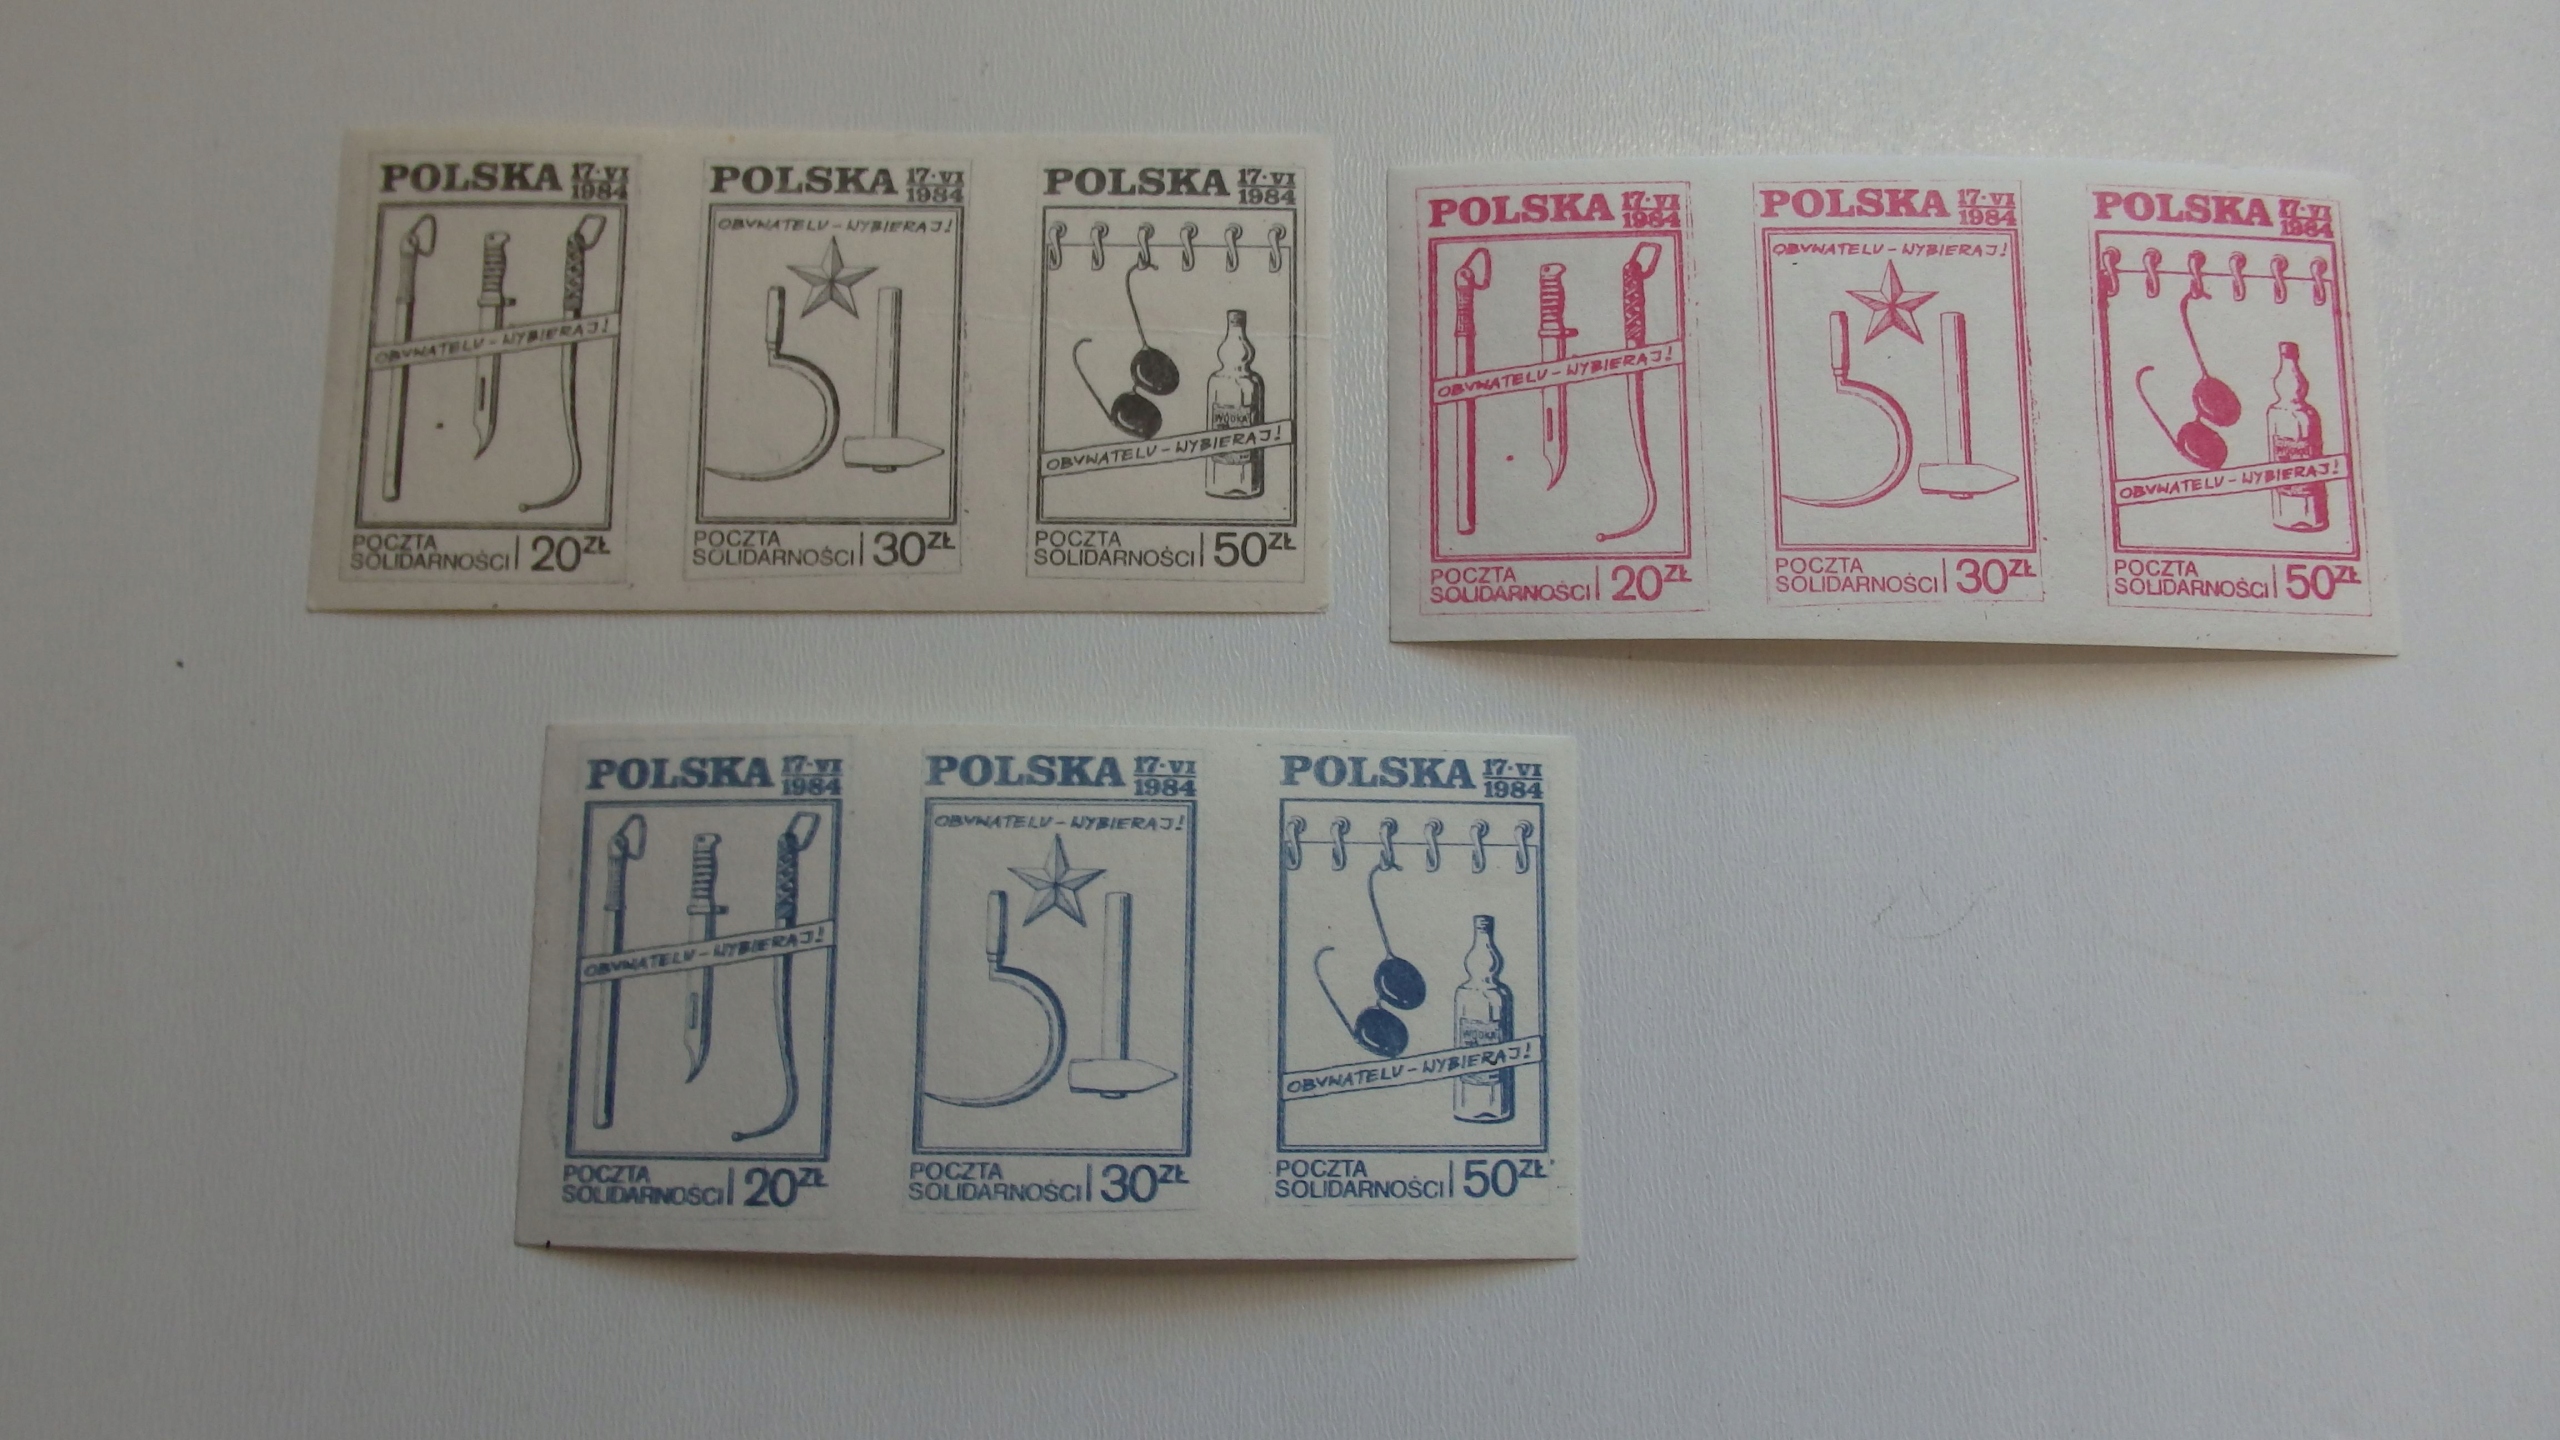 POLSKA 17·VI 1984
OBYWATELU - WYBIERAJ!
POCZTA
SOLIDARNOŚCI 20 ZŁ
POLSKA 17·VI 1984
OBYWATELU - WYBIERAJ!
POCZTA
SOLIDARNOŚCI 30 ZŁ
POLSKA 17·VI 1984
WÓDKA
OBYWATELU - WYBIERAJ!
POCZTA
SOLIDARNOŚCI 50 ZŁ
POLSKA 17·VI 1984
OBYWATELU - WYBIERAJ!
POCZTA
SOLIDARNOŚCI 20 ZŁ
POLSKA 17·VI 1984
OBYWATELU - WYBIERAJ!
POCZTA
SOLIDARNOŚCI 30 ZŁ
POLSKA 17·VI 1984
WÓDKA
OBYWATELU - WYBIERAJ!
POCZTA
SOLIDARNOŚCI 50 ZŁ
POLSKA 17·VI 1984
OBYWATELU - WYBIERAJ!
POCZTA
SOLIDARNOŚCI 20 ZŁ
POLSKA 17·VI 1984
OBYWATELU - WYBIERAJ!
POCZTA
SOLIDARNOŚCI 30 ZŁ
POLSKA 17·VI 1984
WÓDKA
OBYWATELU - WYBIERAJ!
POCZTA
SOLIDARNOŚCI 50 ZŁ